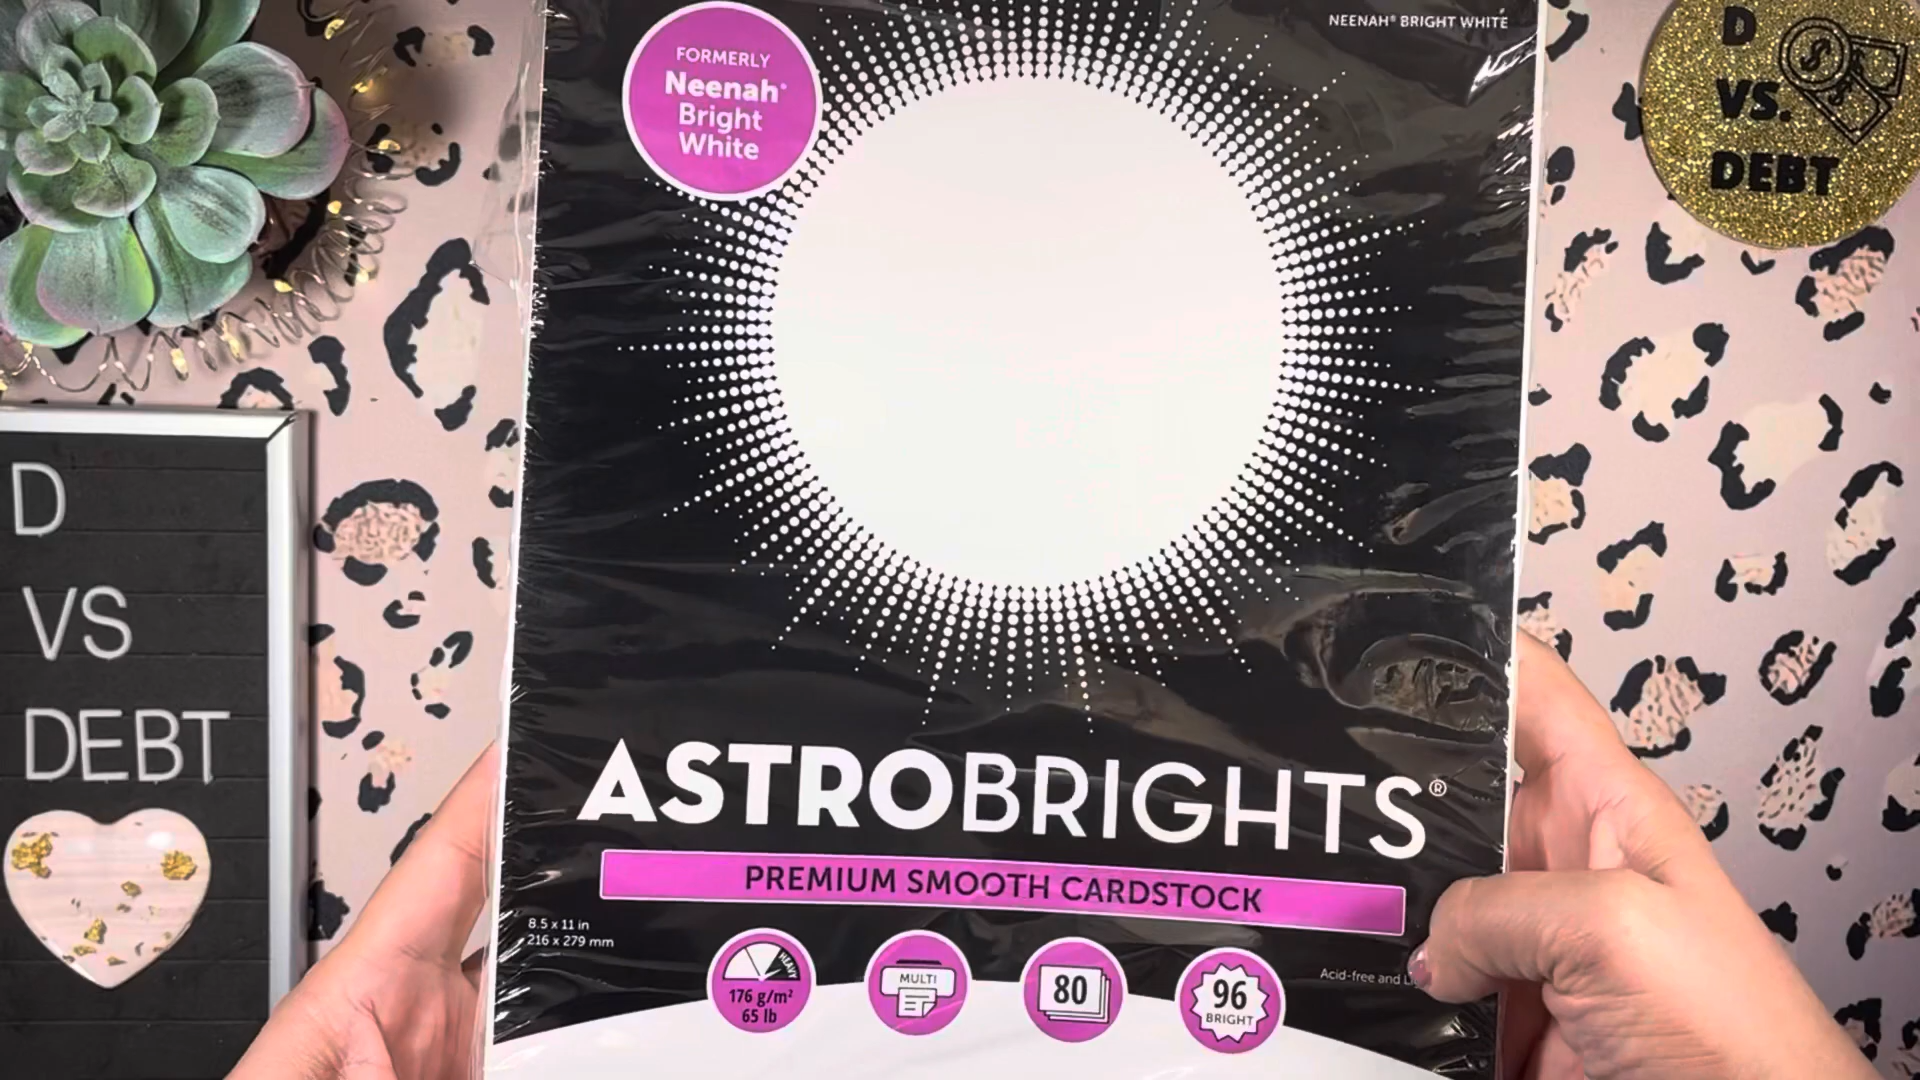 NEENAH® BRIGHT WHITE
FORMERLY
Neenah®
Bright
White
D
VS.
DEBT
D
VS
DEBT
ASTROBRIGHTS®
PREMIUM SMOOTH CARDSTOCK
8.5 x 11 in
216 x 279 mm
HEAVY
176 g/m²
65 lb
MULTI
80
96
BRIGHT
Acid-free and